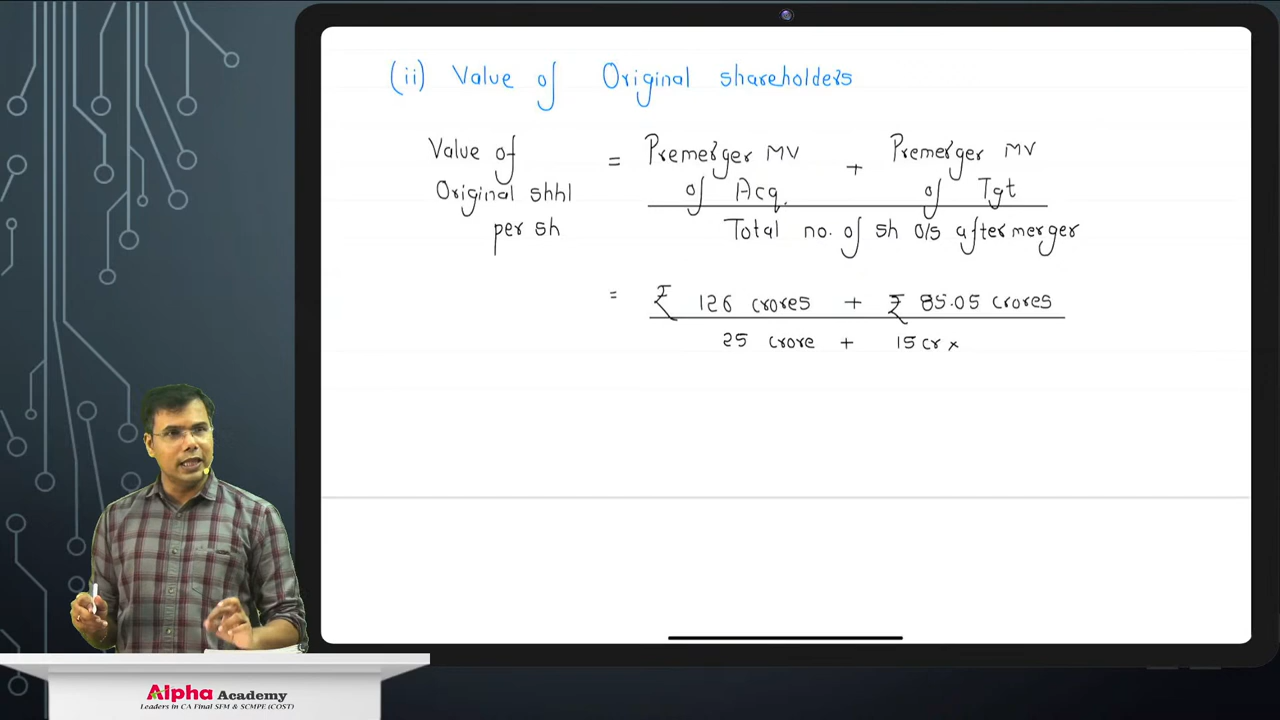 (ii) Value of Original shareholders
Value of Original shhl per sh = Premerger MV of Acq. + Premerger MV of Tgt
Total no. of sh o/s after merger
= ₹ 126 crores + ₹ 85.05 crores
25 crore + 15 cr ×
Alpha Academy
Leaders in CA Final SFM & SCMPE (COST)